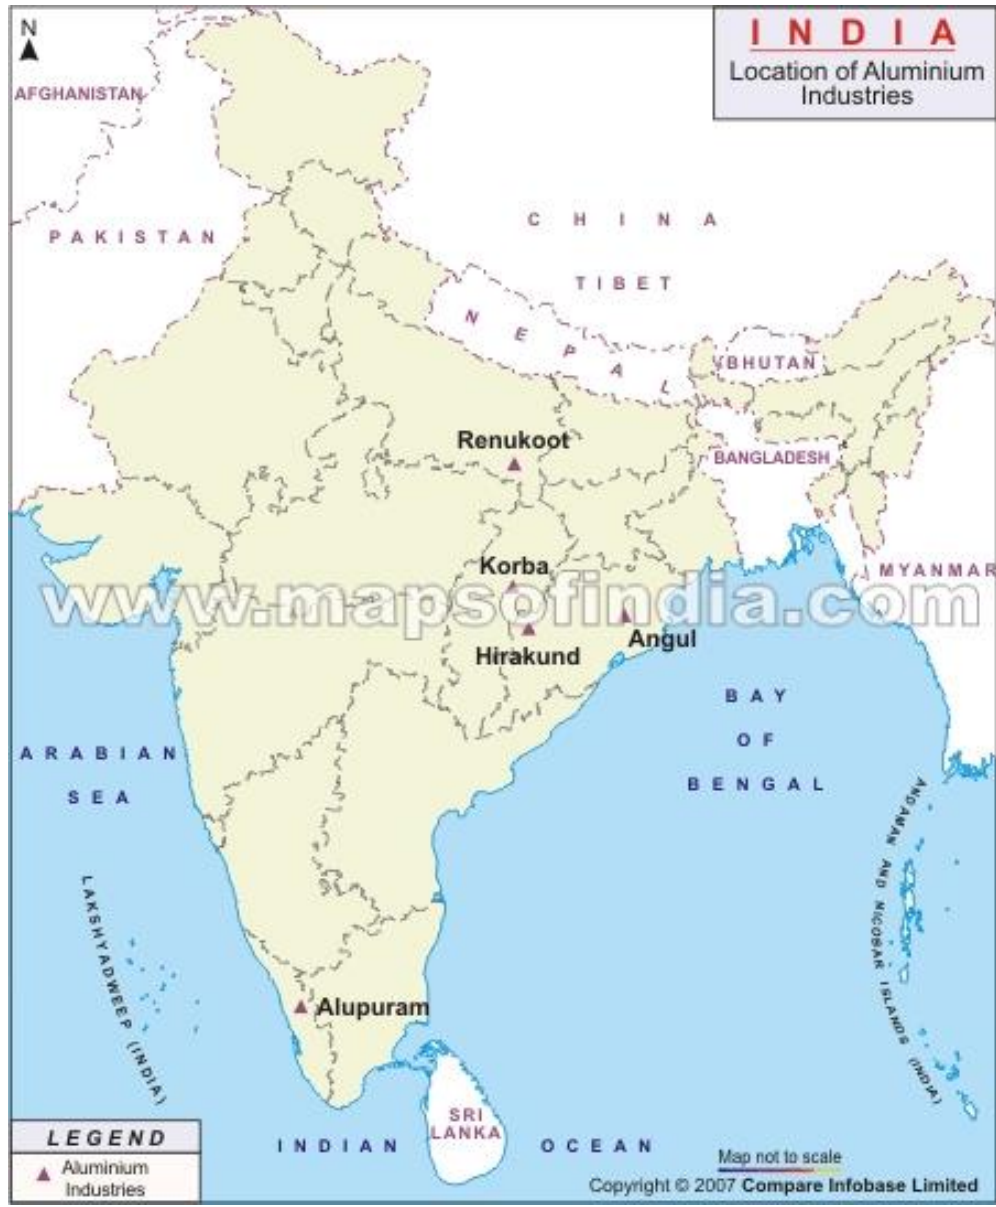 N
I N D I A
Location of Aluminium
Industries
AFGHANISTAN
PAKISTAN
CHINA
TIBET
NEPAL
BHUTAN
BANGLADESH
MYANMAR
Renukoot
Korba
www.mapsofindia.com
Angul
Hirakund
ARABIAN
SEA
BAY
OF
BENGAL
LAKSHYADWEEP (INDIA)
ANDAMAN AND NICOBAR ISLANDS (INDIA)
Alupuram
SRI
LANKA
INDIAN OCEAN
LEGEND
Aluminium
Industries
Map not to scale
Copyright © 2007 Compare Infobase Limited